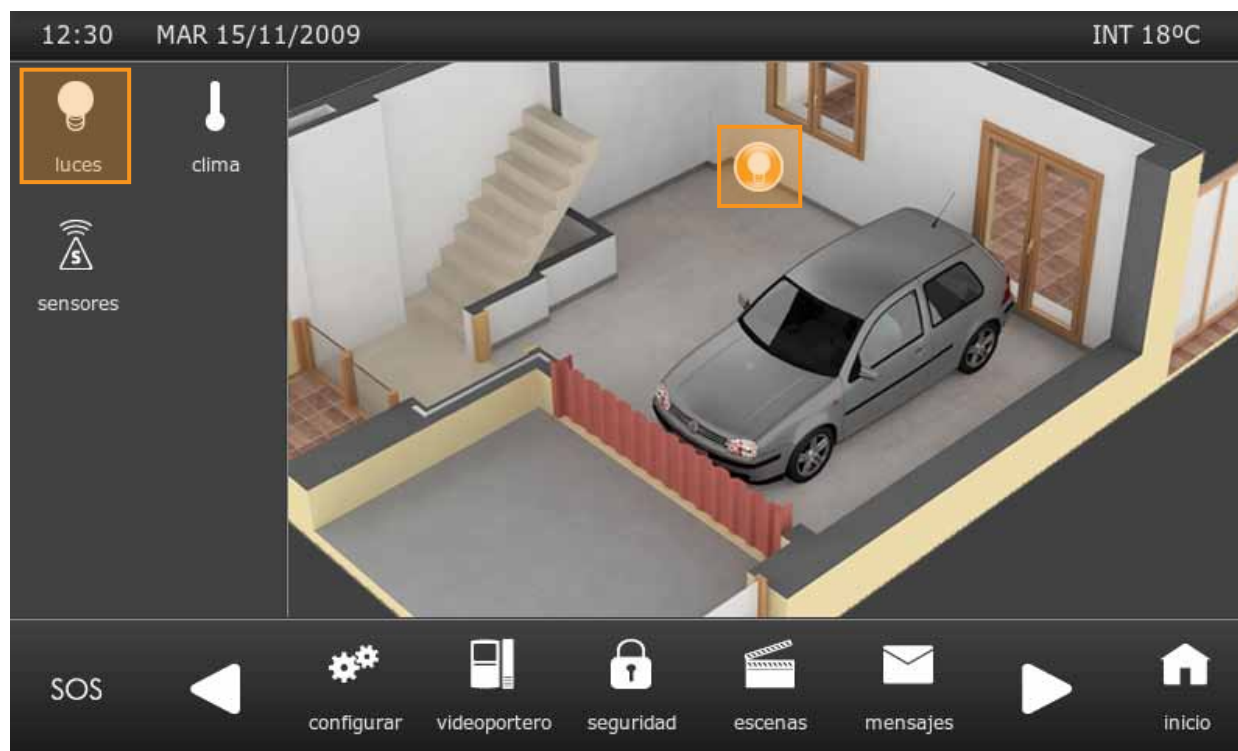 12:30 MAR 15/11/2009 INT 18ºC
luces clima
S
sensores
SOS
configurar videoportero seguridad escenas mensajes inicio